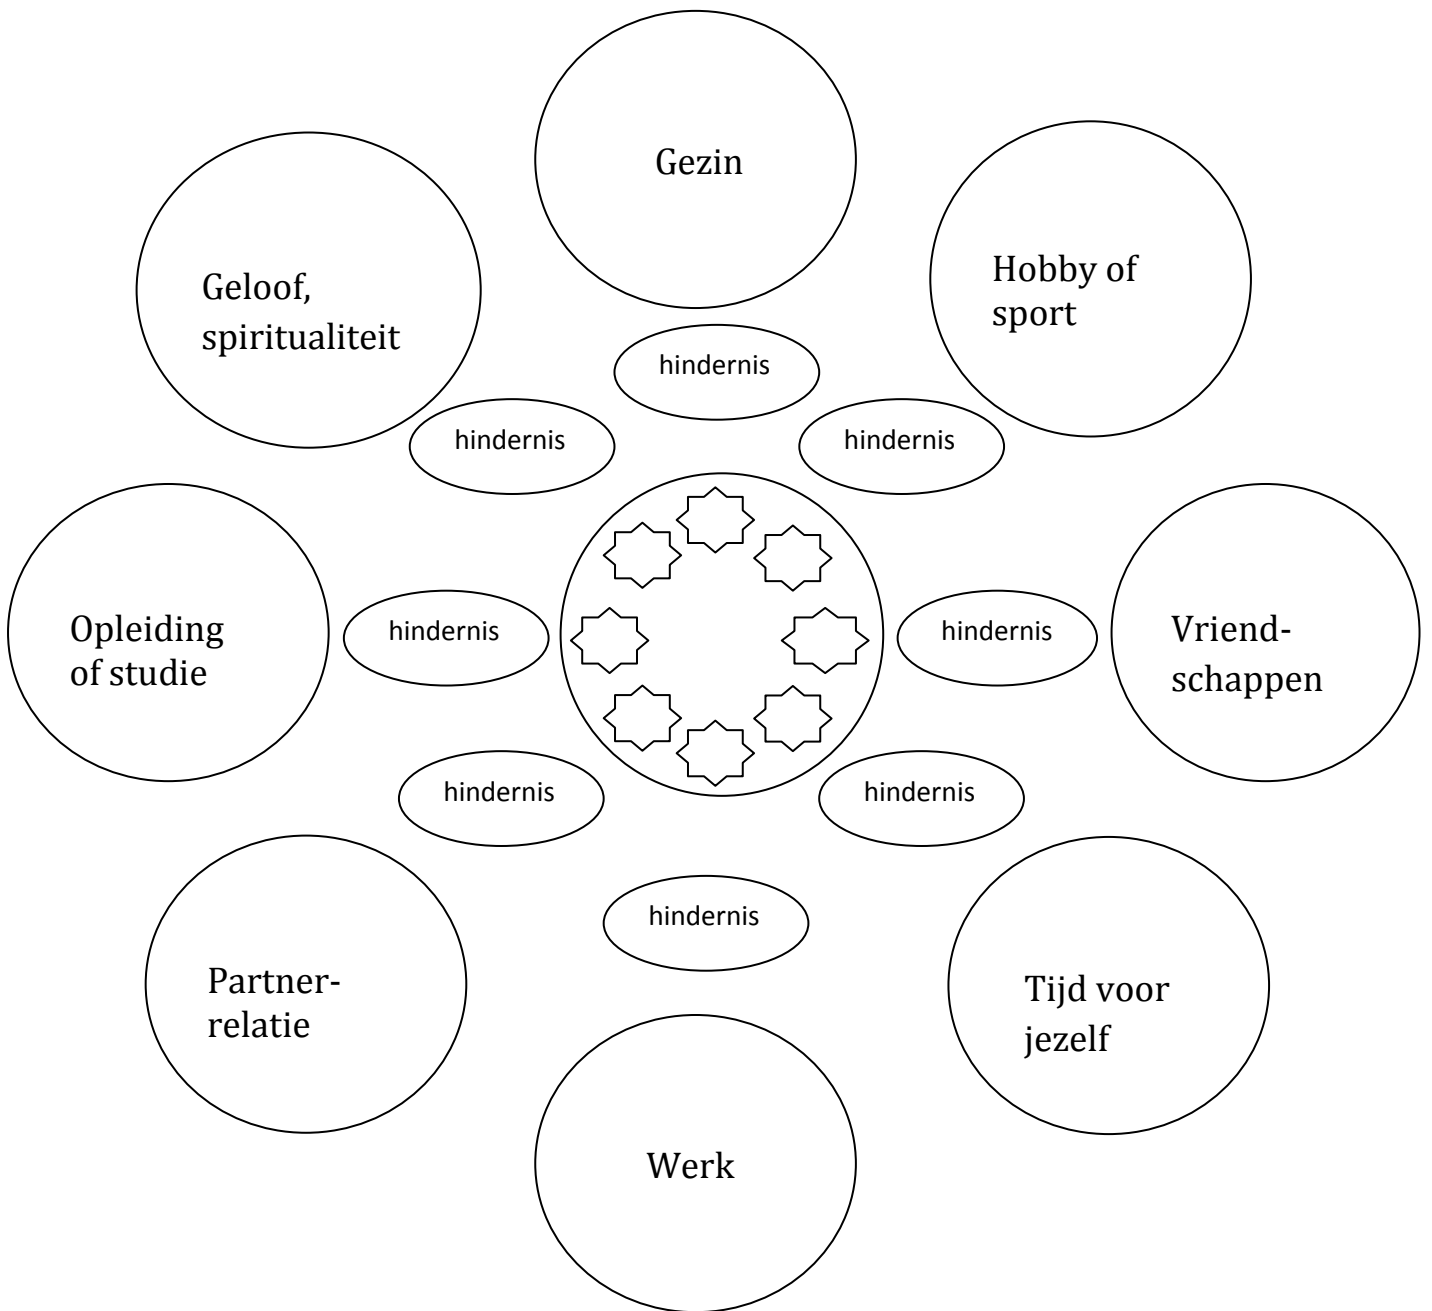 Gezin
Hobby of
sport
Geloof,
spiritualiteit
hindernis
hindernis
hindernis
Opleiding
of studie
hindernis
hindernis
Vriend-
schappen
hindernis
hindernis
hindernis
Partner-
relatie
Tijd voor
jezelf
Werk